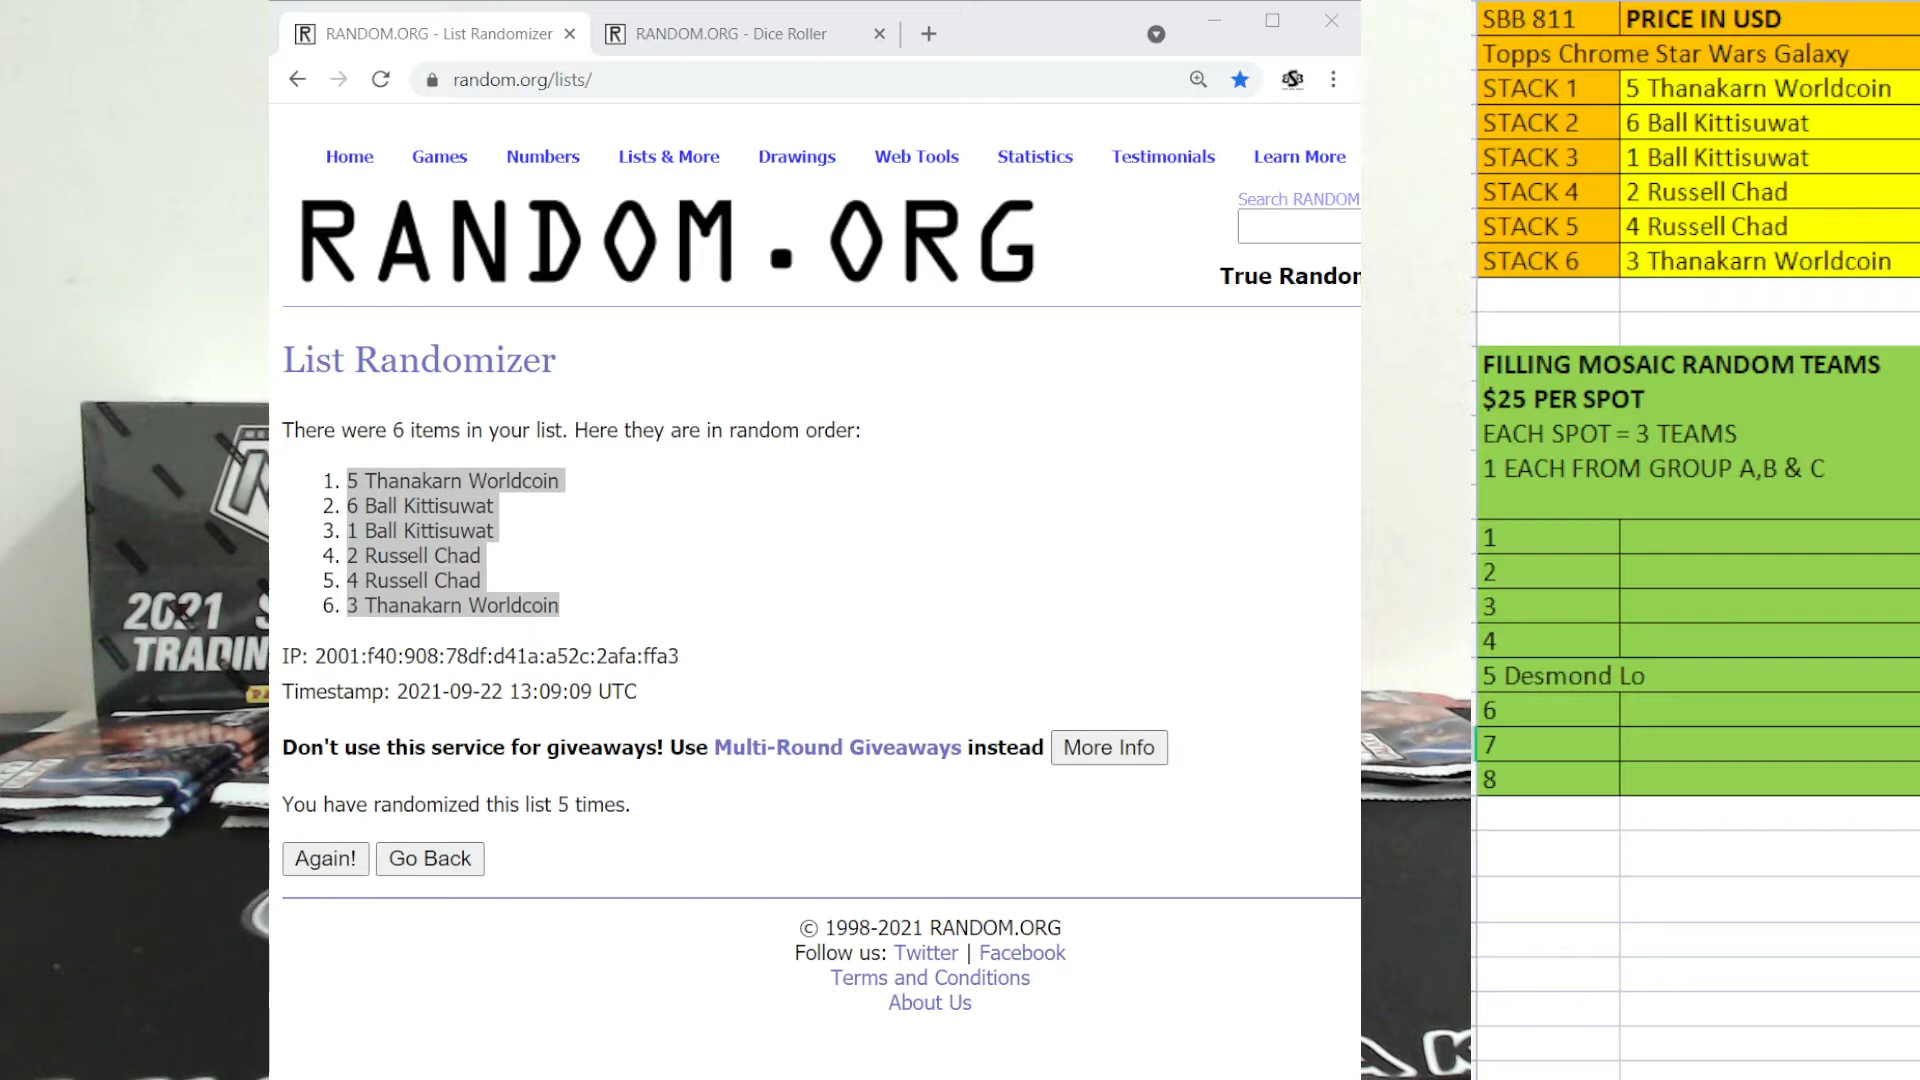 RANDOM.ORG - List Randomizer
RANDOM.ORG - Dice Roller
random.org/lists/
Home Games Numbers Lists & More Drawings Web Tools Statistics Testimonials Learn More
RANDOM.ORG
Search RANDOM
True Random
List Randomizer
There were 6 items in your list. Here they are in random order:
1. 5 Thanakarn Worldcoin
2. 6 Ball Kittisuwat
3. 1 Ball Kittisuwat
4. 2 Russell Chad
5. 4 Russell Chad
6. 3 Thanakarn Worldcoin
IP: 2001:f40:908:78df:d41a:a52c:2afa:ffa3
Timestamp: 2021-09-22 13:09:09 UTC
Don't use this service for giveaways! Use Multi-Round Giveaways instead More Info
You have randomized this list 5 times.
Again! Go Back
© 1998-2021 RANDOM.ORG
Follow us: Twitter | Facebook
Terms and Conditions
About Us
2021
TRADIN
SBB 811 PRICE IN USD
Topps Chrome Star Wars Galaxy
STACK 1 5 Thanakarn Worldcoin
STACK 2 6 Ball Kittisuwat
STACK 3 1 Ball Kittisuwat
STACK 4 2 Russell Chad
STACK 5 4 Russell Chad
STACK 6 3 Thanakarn Worldcoin
FILLING MOSAIC RANDOM TEAMS
$25 PER SPOT
EACH SPOT = 3 TEAMS
1 EACH FROM GROUP A,B & C
1
2
3
4
5 Desmond Lo
6
7
8